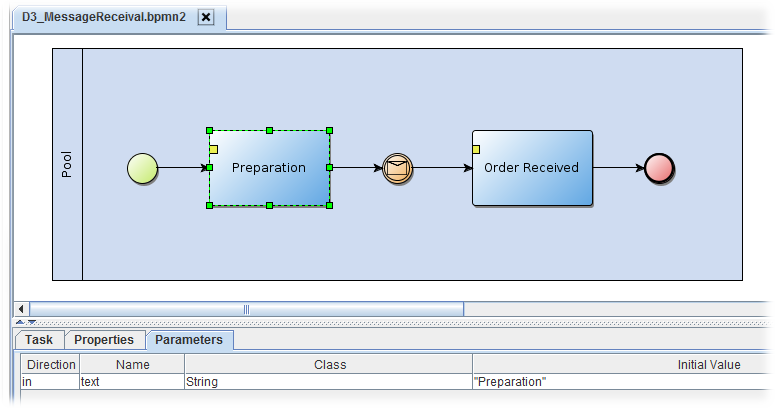 D3_MessageReceival.bpmn2
Pool
Preparation
Order Received
Task Properties Parameters
Direction Name Class Initial Value
in text String "Preparation"